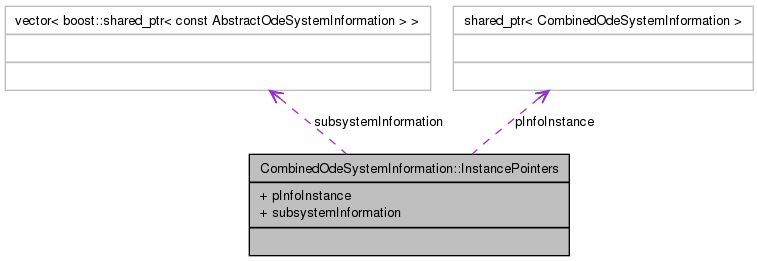 vector< boost::shared_ptr< const AbstractOdeSystemInformation > >
shared_ptr< CombinedOdeSystemInformation >
subsystemInformation
pInfoInstance
CombinedOdeSystemInformation::InstancePointers
+ pInfoInstance
+ subsystemInformation